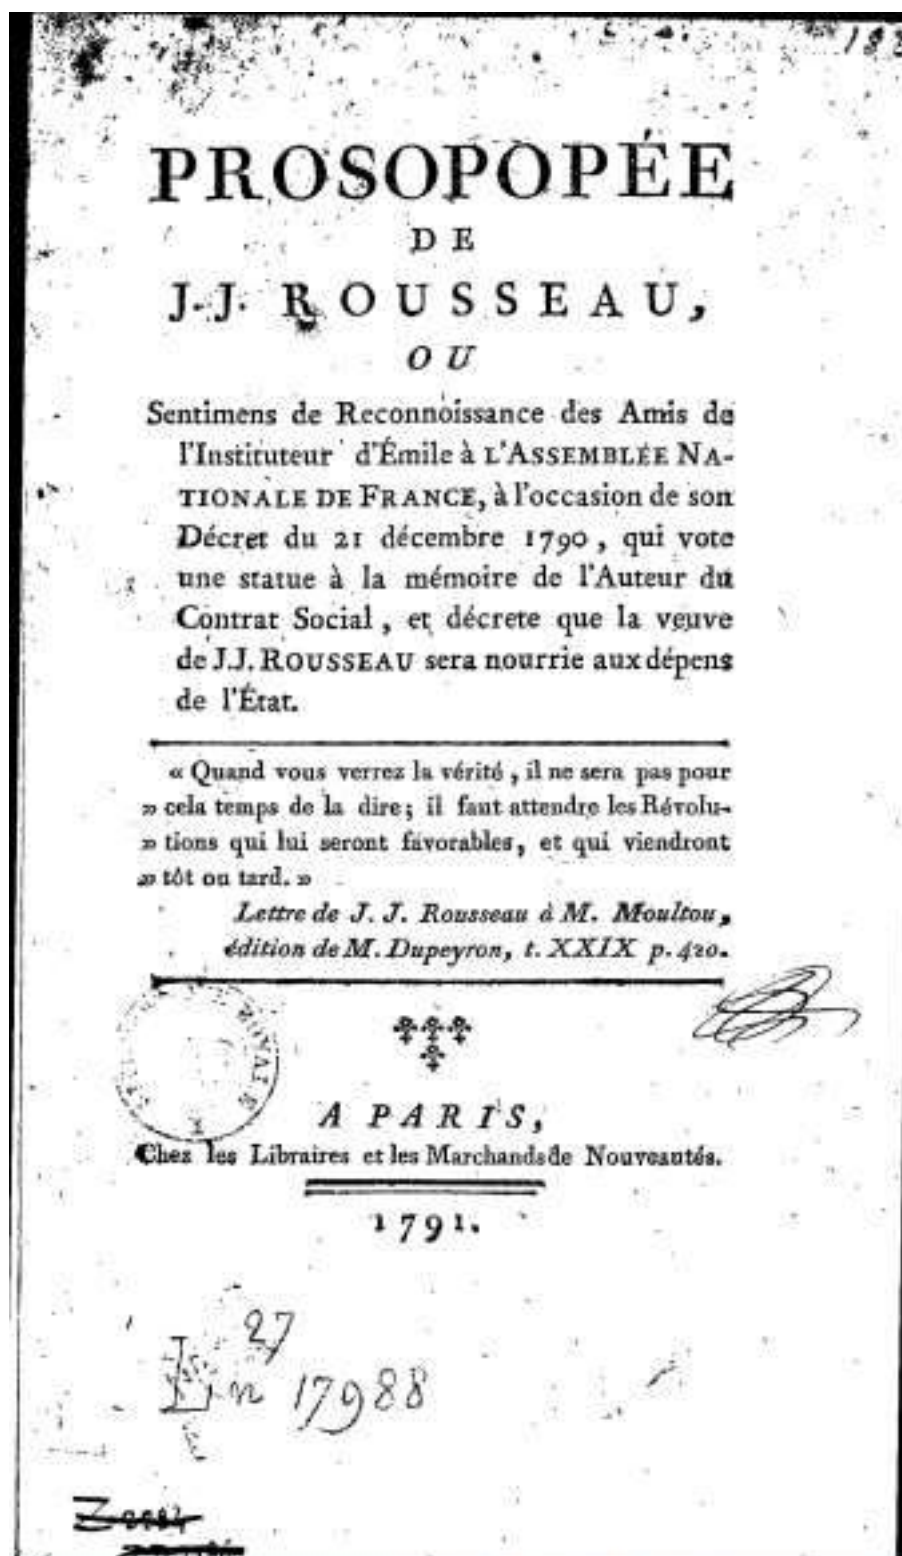 PROSOPOPÉE
DE
J. J. ROUSSEAU,
OU
Sentimens de Reconnoissance des Amis de
l'Instituteur d'Émile à L'ASSEMBLÉE NA-
TIONALE DE FRANCE, à l'occasion de son
Décret du 21 décembre 1790, qui vote
une statue à la mémoire de l'Auteur du
Contrat Social, et décrete que la veuve
de J.J. ROUSSEAU sera nourrie aux dépens
de l'État.
« Quand vous verrez la vérité, il ne sera pas pour
» cela temps de la dire; il faut attendre les Révolu-
» tions qui lui seront favorables, et qui viendront
» tôt ou tard. »
Lettre de J. J. Rousseau à M. Moultou,
édition de M. Dupeyron, t. XXIX p. 420.
A PARIS,
Chez les Libraires et les Marchands de Nouveautés.
1791.
27
Ln 17988